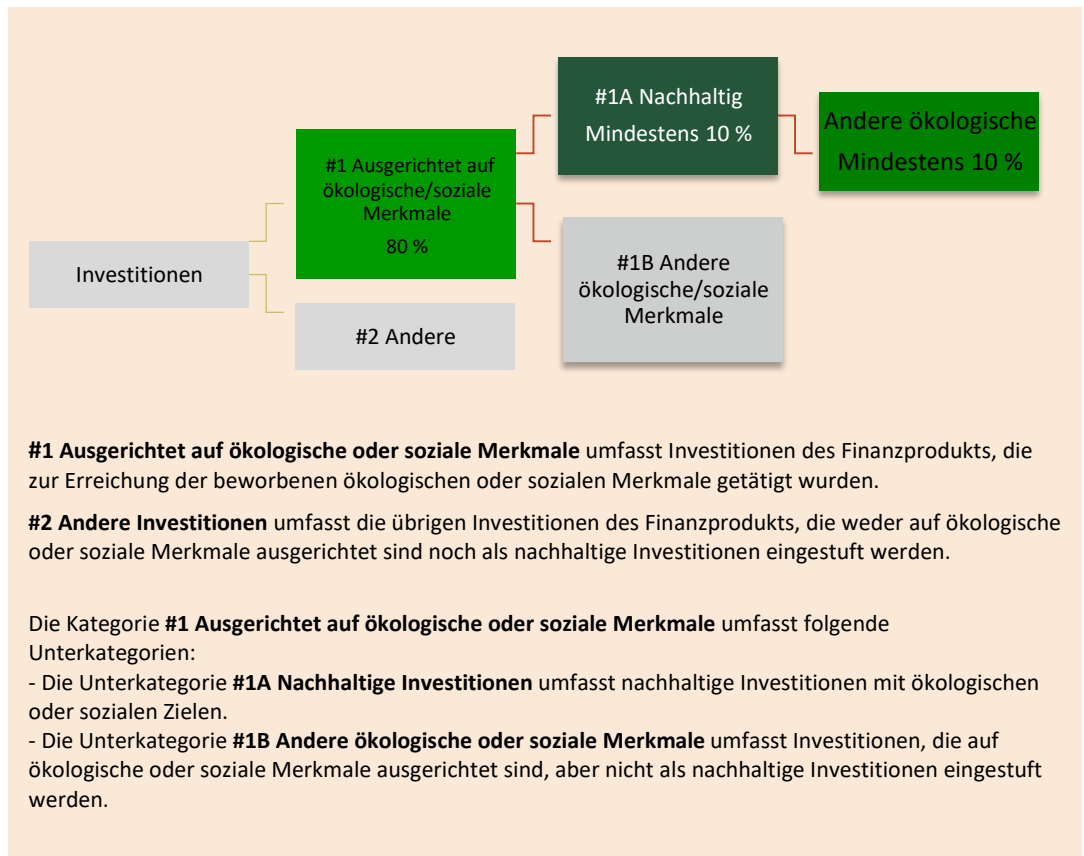 #1A Nachhaltig
Mindestens 10 %
Andere ökologische
Mindestens 10 %
#1 Ausgerichtet auf
ökologische/soziale
Merkmale
80 %
Investitionen
#1B Andere
ökologische/soziale
Merkmale
#2 Andere
#1 Ausgerichtet auf ökologische oder soziale Merkmale umfasst Investitionen des Finanzprodukts, die
zur Erreichung der beworbenen ökologischen oder sozialen Merkmale getätigt wurden.
#2 Andere Investitionen umfasst die übrigen Investitionen des Finanzprodukts, die weder auf ökologische
oder soziale Merkmale ausgerichtet sind noch als nachhaltige Investitionen eingestuft werden.
Die Kategorie #1 Ausgerichtet auf ökologische oder soziale Merkmale umfasst folgende
Unterkategorien:
- Die Unterkategorie #1A Nachhaltige Investitionen umfasst nachhaltige Investitionen mit ökologischen
oder sozialen Zielen.
- Die Unterkategorie #1B Andere ökologische oder soziale Merkmale umfasst Investitionen, die auf
ökologische oder soziale Merkmale ausgerichtet sind, aber nicht als nachhaltige Investitionen eingestuft
werden.